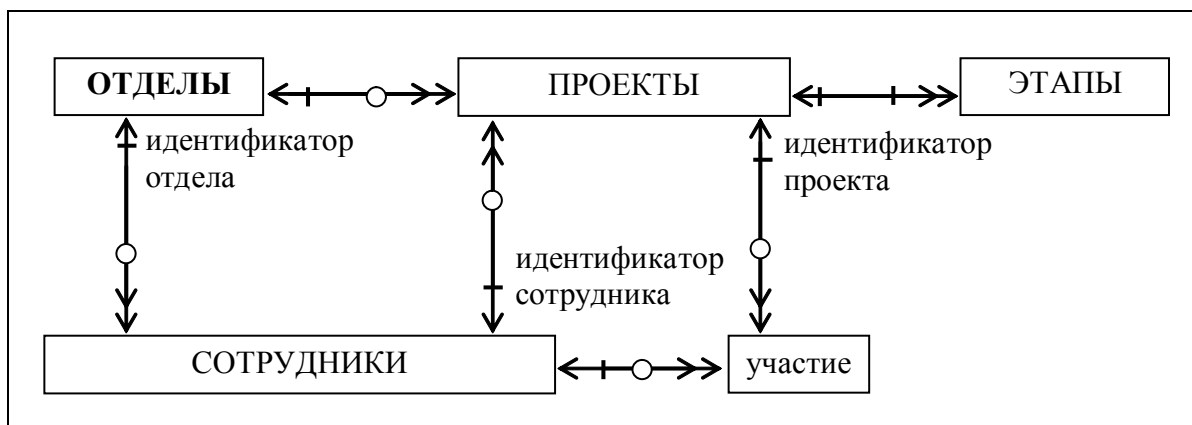 ОТДЕЛЫ
ПРОЕКТЫ
ЭТАПЫ
идентификатор
отдела
идентификатор
проекта
идентификатор
сотрудника
СОТРУДНИКИ
участие